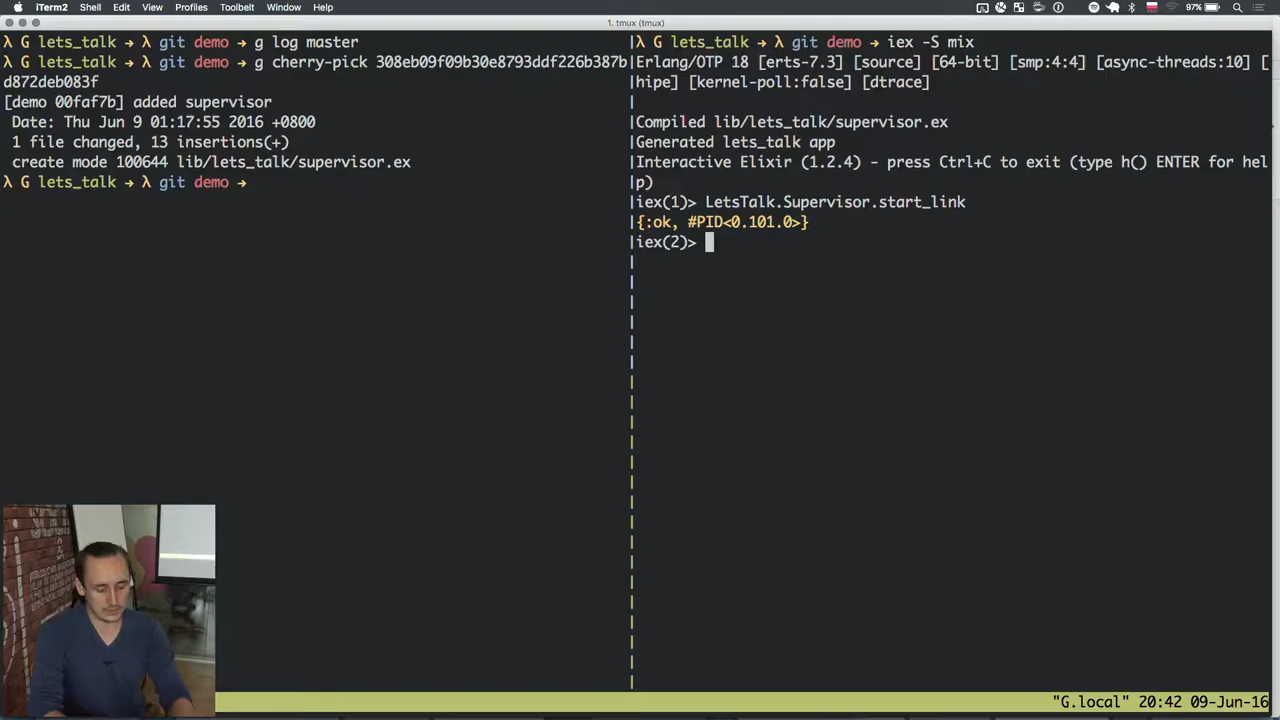 iTerm2 Shell Edit View Profiles Toolbelt Window Help 97%
1. tmux (tmux)
λ G lets_talk → λ git demo → g log master
λ G lets_talk → λ git demo → g cherry-pick 308eb09f09b30e8793ddf226b387b
d872deb083f
[demo 00faf7b] added supervisor
Date: Thu Jun 9 01:17:55 2016 +0800
1 file changed, 13 insertions(+)
create mode 100644 lib/lets_talk/supervisor.ex
λ G lets_talk → λ git demo →
λ G lets_talk → λ git demo → iex -S mix
Erlang/OTP 18 [erts-7.3] [source] [64-bit] [smp:4:4] [async-threads:10] [
hipe] [kernel-poll:false] [dtrace]
Compiled lib/lets_talk/supervisor.ex
Generated lets_talk app
Interactive Elixir (1.2.4) - press Ctrl+C to exit (type h() ENTER for hel
p)
iex(1)> LetsTalk.Supervisor.start_link
{:ok, #PID<0.101.0>}
iex(2)>
"G.local" 20:42 09-Jun-16